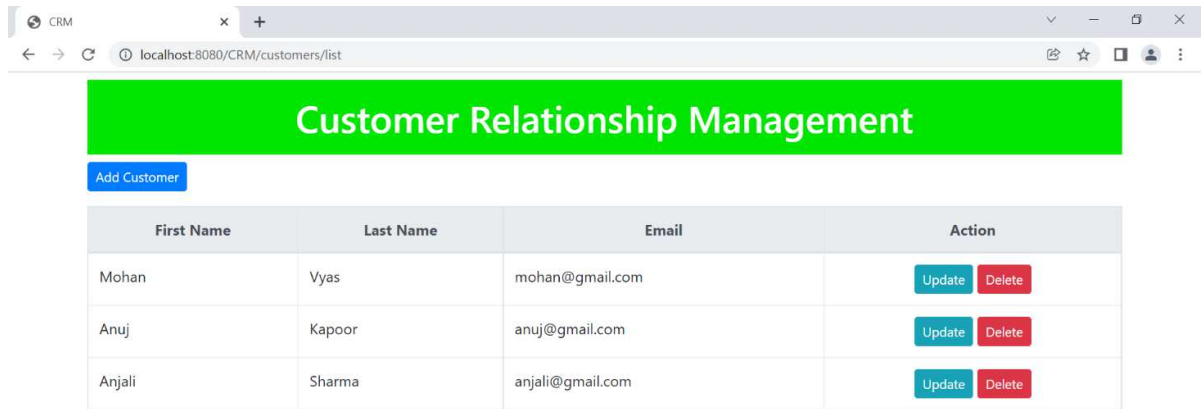 CRM
localhost:8080/CRM/customers/list
Customer Relationship Management
Add Customer
First Name Last Name Email Action
Mohan Vyas mohan@gmail.com Update Delete
Anuj Kapoor anuj@gmail.com Update Delete
Anjali Sharma anjali@gmail.com Update Delete